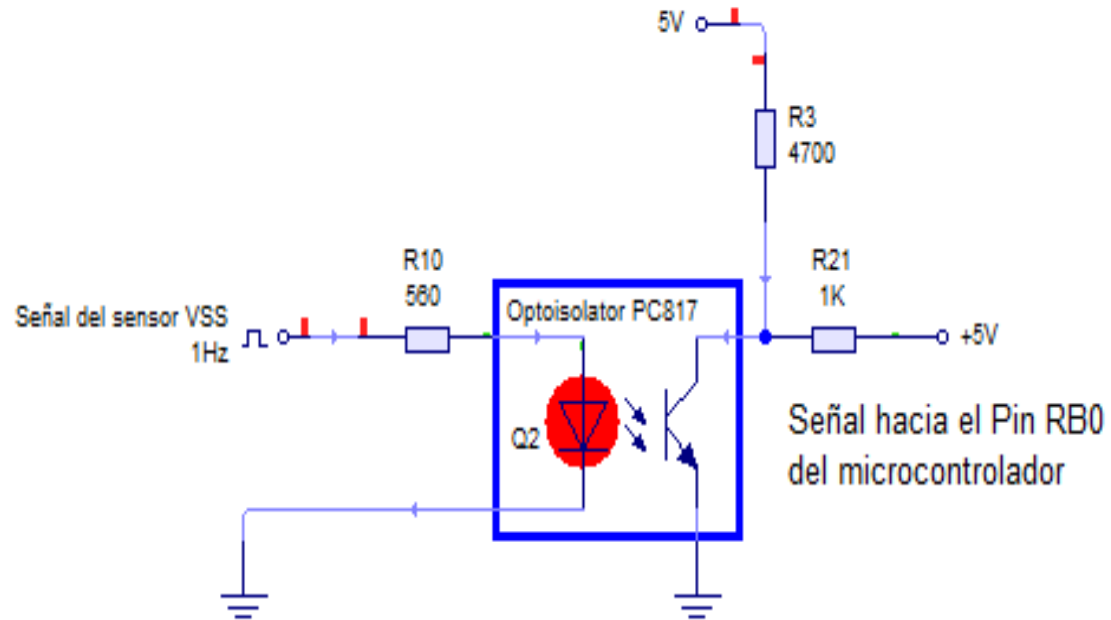 5V
R3
4700
R10
560
R21
1K
Optoisolator PC817
Señal del sensor VSS
1Hz
+5V
Q2
Señal hacia el Pin RB0
del microcontrolador